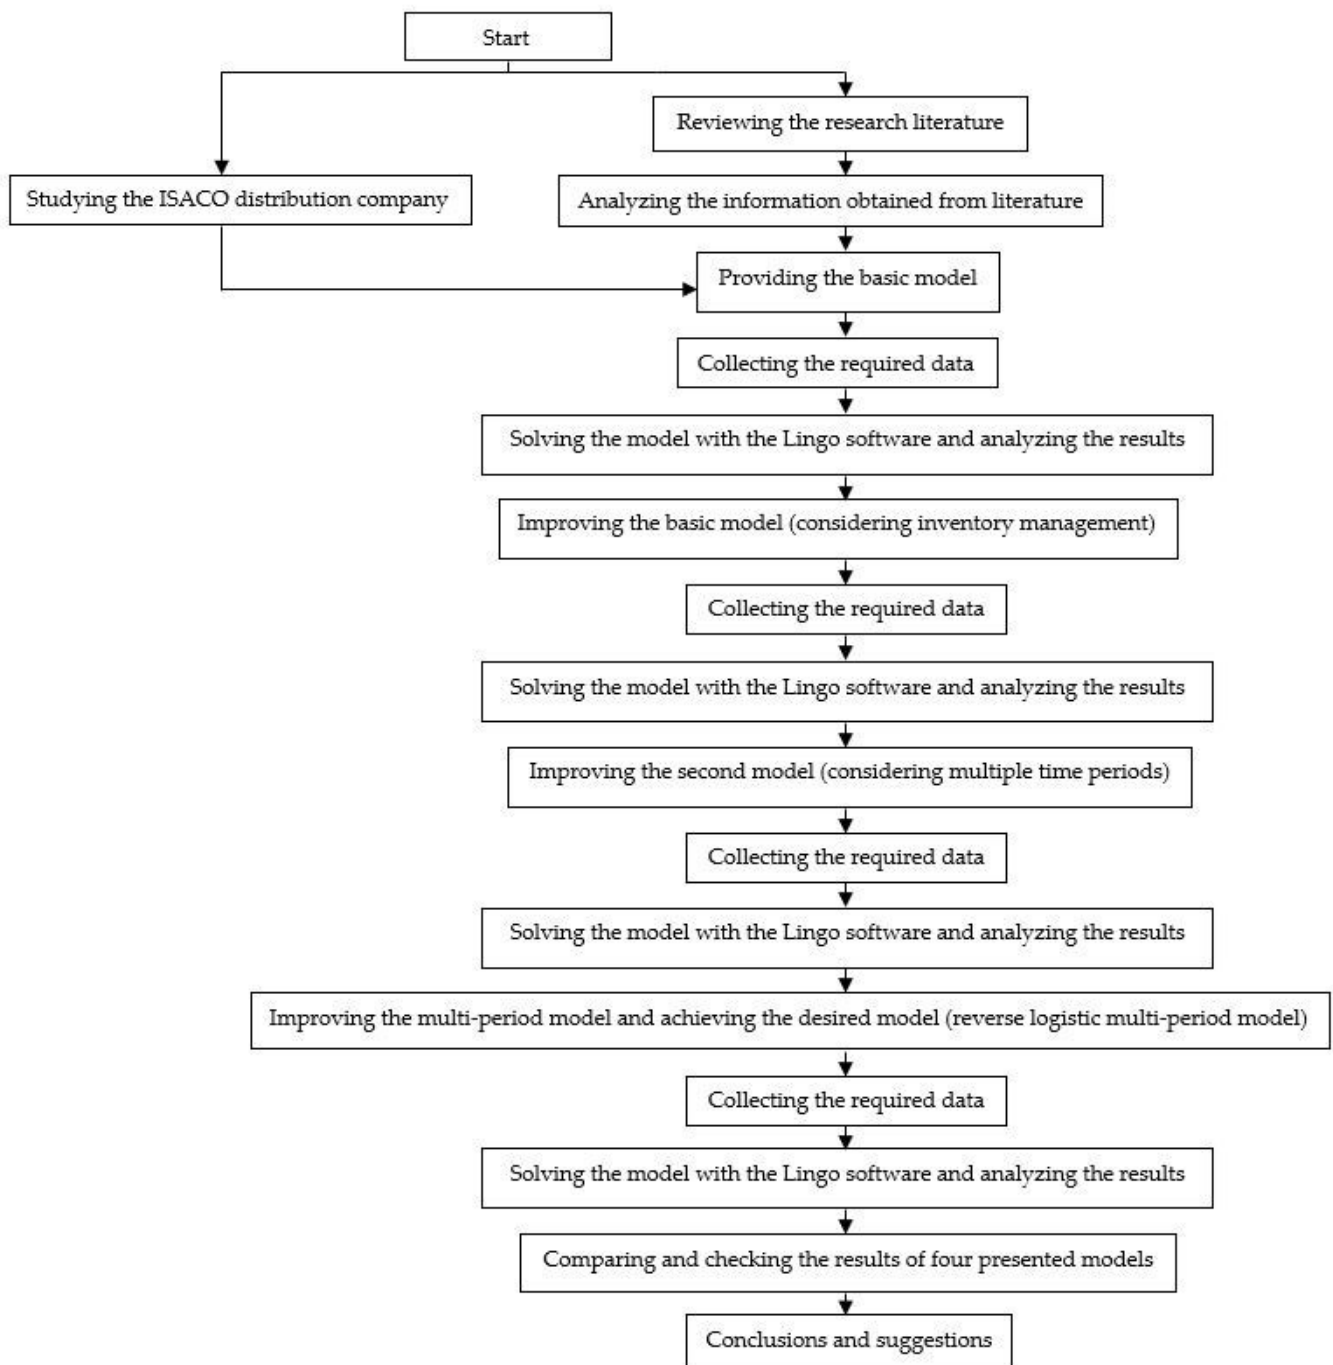 Start
Reviewing the research literature
Studying the ISACO distribution company
Analyzing the information obtained from literature
Providing the basic model
Collecting the required data
Solving the model with the Lingo software and analyzing the results
Improving the basic model (considering inventory management)
Collecting the required data
Solving the model with the Lingo software and analyzing the results
Improving the second model (considering multiple time periods)
Collecting the required data
Solving the model with the Lingo software and analyzing the results
Improving the multi-period model and achieving the desired model (reverse logistic multi-period model)
Collecting the required data
Solving the model with the Lingo software and analyzing the results
Comparing and checking the results of four presented models
Conclusions and suggestions